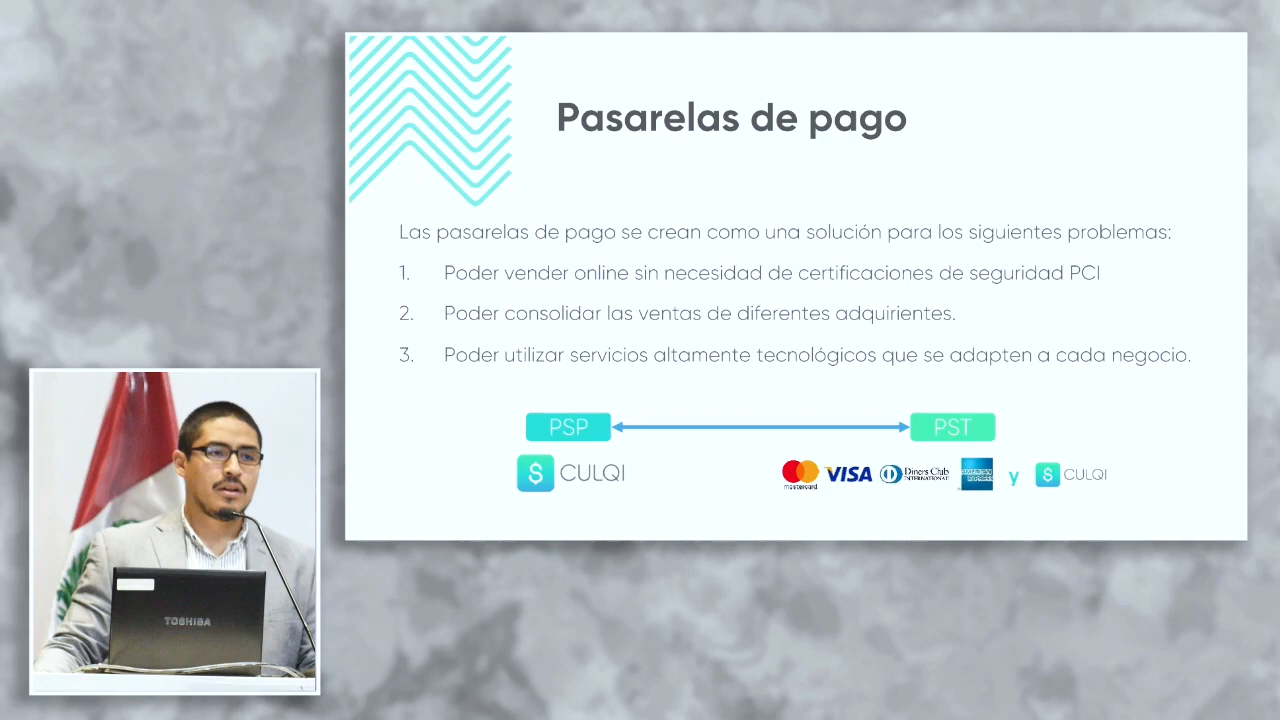 Pasarelas de pago
Las pasarelas de pago se crean como una solución para los siguientes problemas:
1. Poder vender online sin necesidad de certificaciones de seguridad PCI
2. Poder consolidar las ventas de diferentes adquirientes.
3. Poder utilizar servicios altamente tecnológicos que se adapten a cada negocio.
PSP PST
$ CULQI
mastercard VISA Diners Club INTERNATIONAL AMERICAN EXPRESS y $ CULQI
TOSHIBA